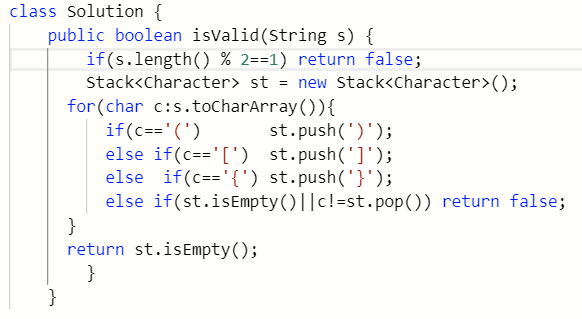 class Solution {
    public boolean isValid(String s) {
        if(s.length() % 2==1) return false;
        Stack<Character> st = new Stack<Character>();
      for(char c:s.toCharArray()){
          if(c=='(')       st.push(')');
          else if(c=='[')  st.push(']');
          else  if(c=='{') st.push('}');
          else if(st.isEmpty()||c!=st.pop()) return false;
      }
      return st.isEmpty();
        }
    }